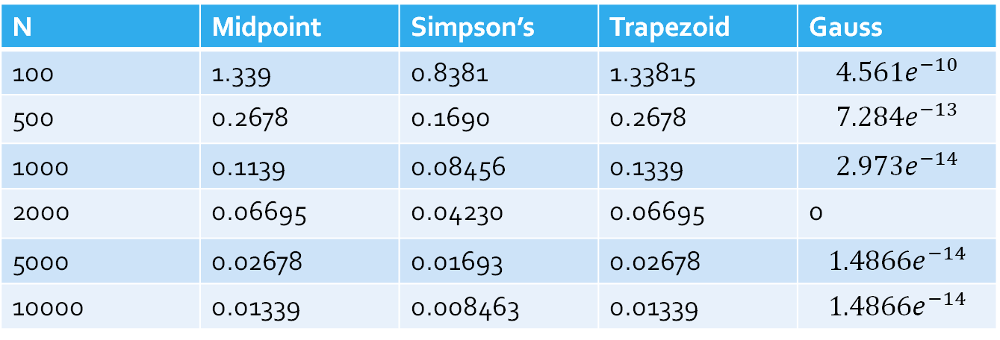 N Midpoint Simpson’s Trapezoid Gauss
100 1.339 0.8381 1.33815 4.561e⁻¹⁰
500 0.2678 0.1690 0.2678 7.284e⁻¹³
1000 0.1139 0.08456 0.1339 2.973e⁻¹⁴
2000 0.06695 0.04230 0.06695 0
5000 0.02678 0.01693 0.02678 1.4866e⁻¹⁴
10000 0.01339 0.008463 0.01339 1.4866e⁻¹⁴